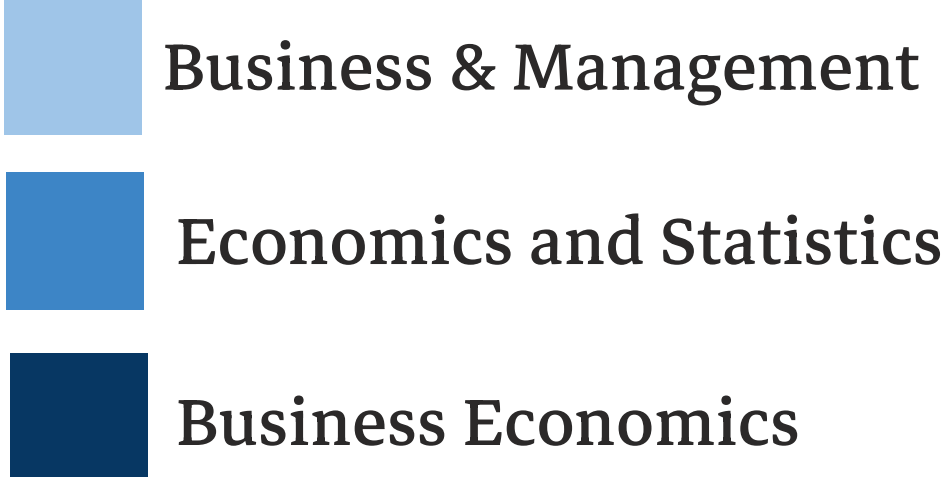 Business & Management
Economics and Statistics
Business Economics